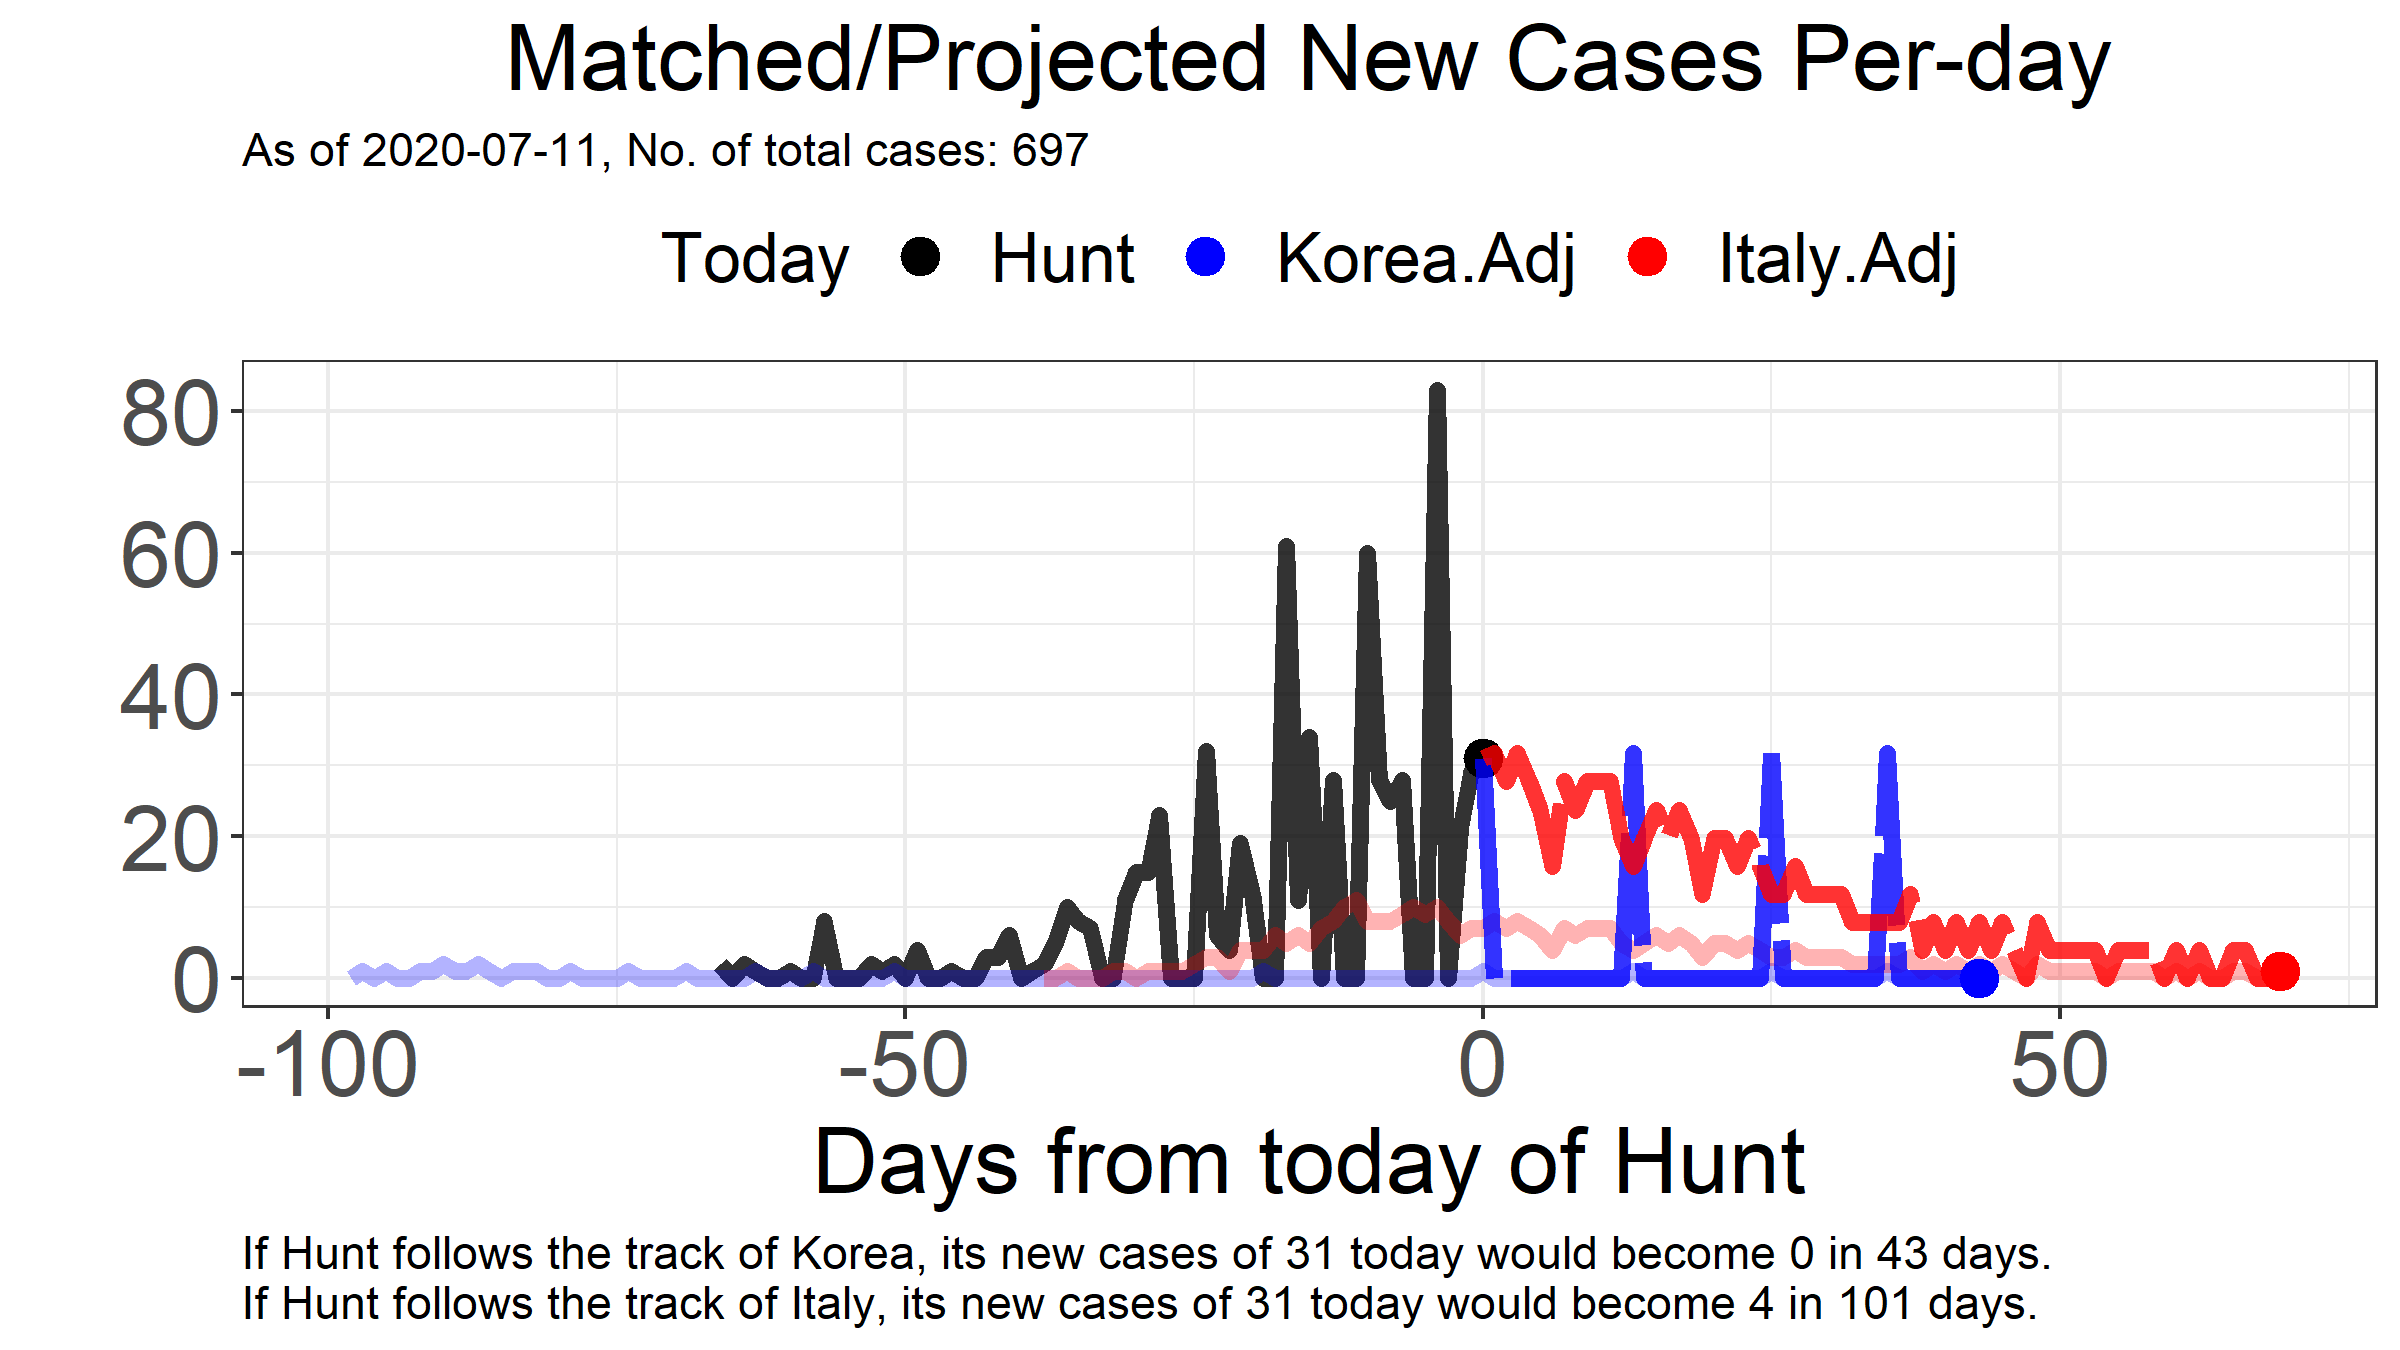 Matched/Projected New Cases Per-day
As of 2020-07-11, No. of total cases: 697
Today Hunt Korea.Adj Italy.Adj
80
60
40
20
0
-100 -50 0 50
Days from today of Hunt
If Hunt follows the track of Korea, its new cases of 31 today would become 0 in 43 days.
If Hunt follows the track of Italy, its new cases of 31 today would become 4 in 101 days.